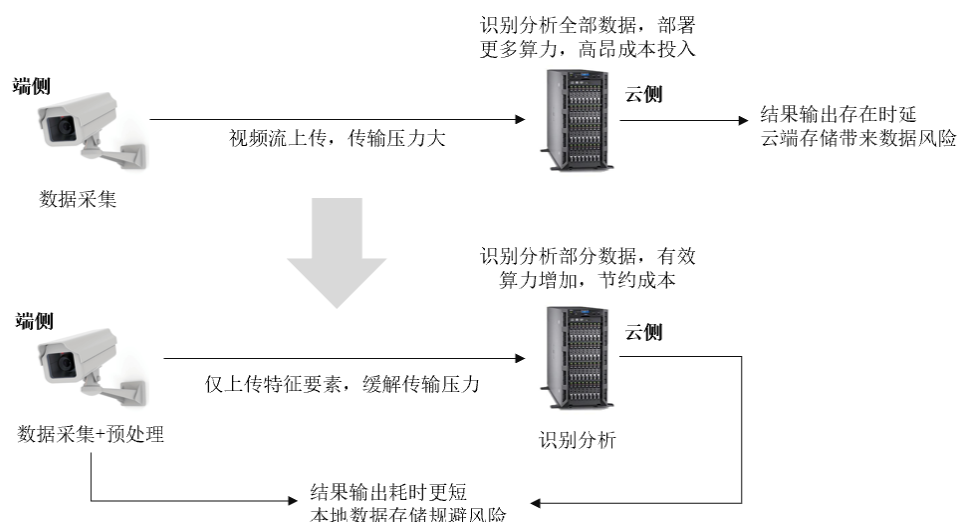 识别分析全部数据，部署
更多算力，高昂成本投入
端侧
云侧
视频流上传，传输压力大
结果输出存在时延
云端存储带来数据风险
数据采集
识别分析部分数据，有效
算力增加，节约成本
端侧
云侧
仅上传特征要素，缓解传输压力
数据采集+预处理
识别分析
结果输出耗时更短
本地数据存储规避风险